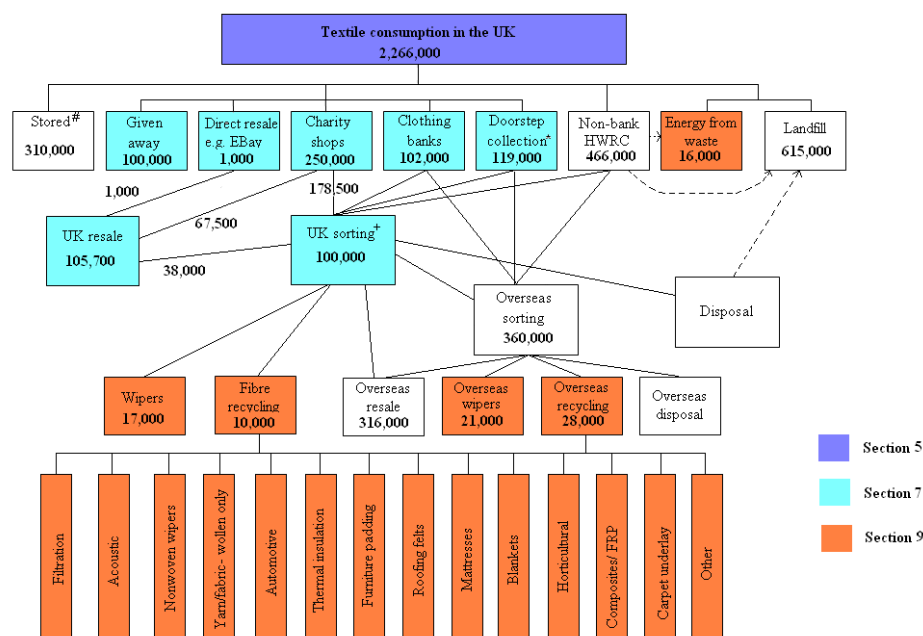 Textile consumption in the UK
2,266,000
Stored#
310,000
Given
away
100,000
Direct resale
e.g. EBay
1,000
Charity
shops
250,000
Clothing
banks
102,000
Doorstep
collection*
119,000
Non-bank
HWRC
466,000
Energy from
waste
16,000
Landfill
615,000
1,000
178,500
67,500
38,000
UK resale
105,700
UK sorting+
100,000
Overseas
sorting
360,000
Disposal
Wipers
17,000
Fibre
recycling
10,000
Overseas
resale
316,000
Overseas
wipers
21,000
Overseas
recycling
28,000
Overseas
disposal
Section 5
Section 7
Section 9
Filtration
Acoustic
Nonwoven wipers
Yarn/fabric- wollen only
Automotive
Thermal insulation
Furniture padding
Roofing felts
Mattresses
Blankets
Horticultural
Composites/ FRP
Carpet underlay
Other